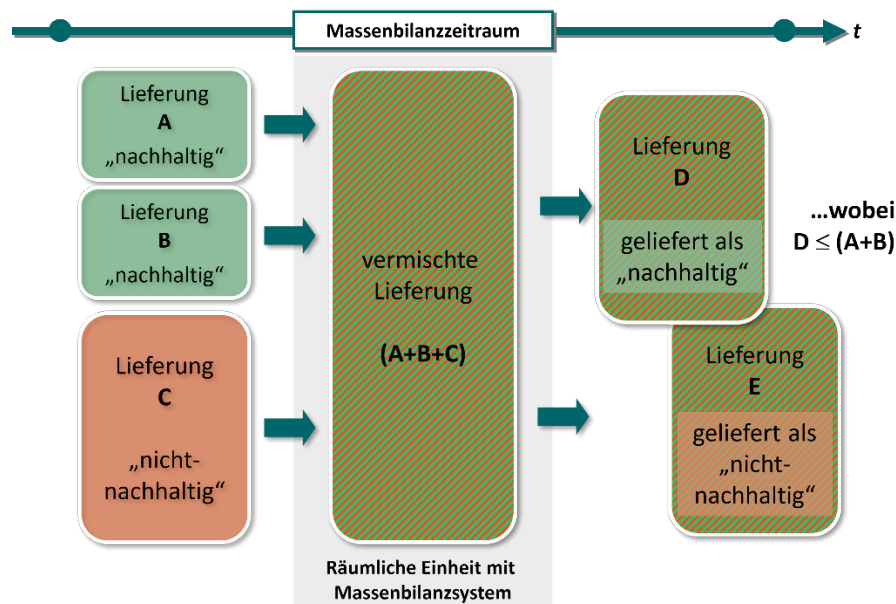 Massenbilanzzeitraum
t
Lieferung
A
„nachhaltig“
Lieferung
B
„nachhaltig“
Lieferung
C
„nicht-
nachhaltig“
vermischte
Lieferung
(A+B+C)
Räumliche Einheit mit
Massenbilanzsystem
Lieferung
D
geliefert als
„nachhaltig“
...wobei
D ≤ (A+B)
Lieferung
E
geliefert als
„nicht-
nachhaltig“